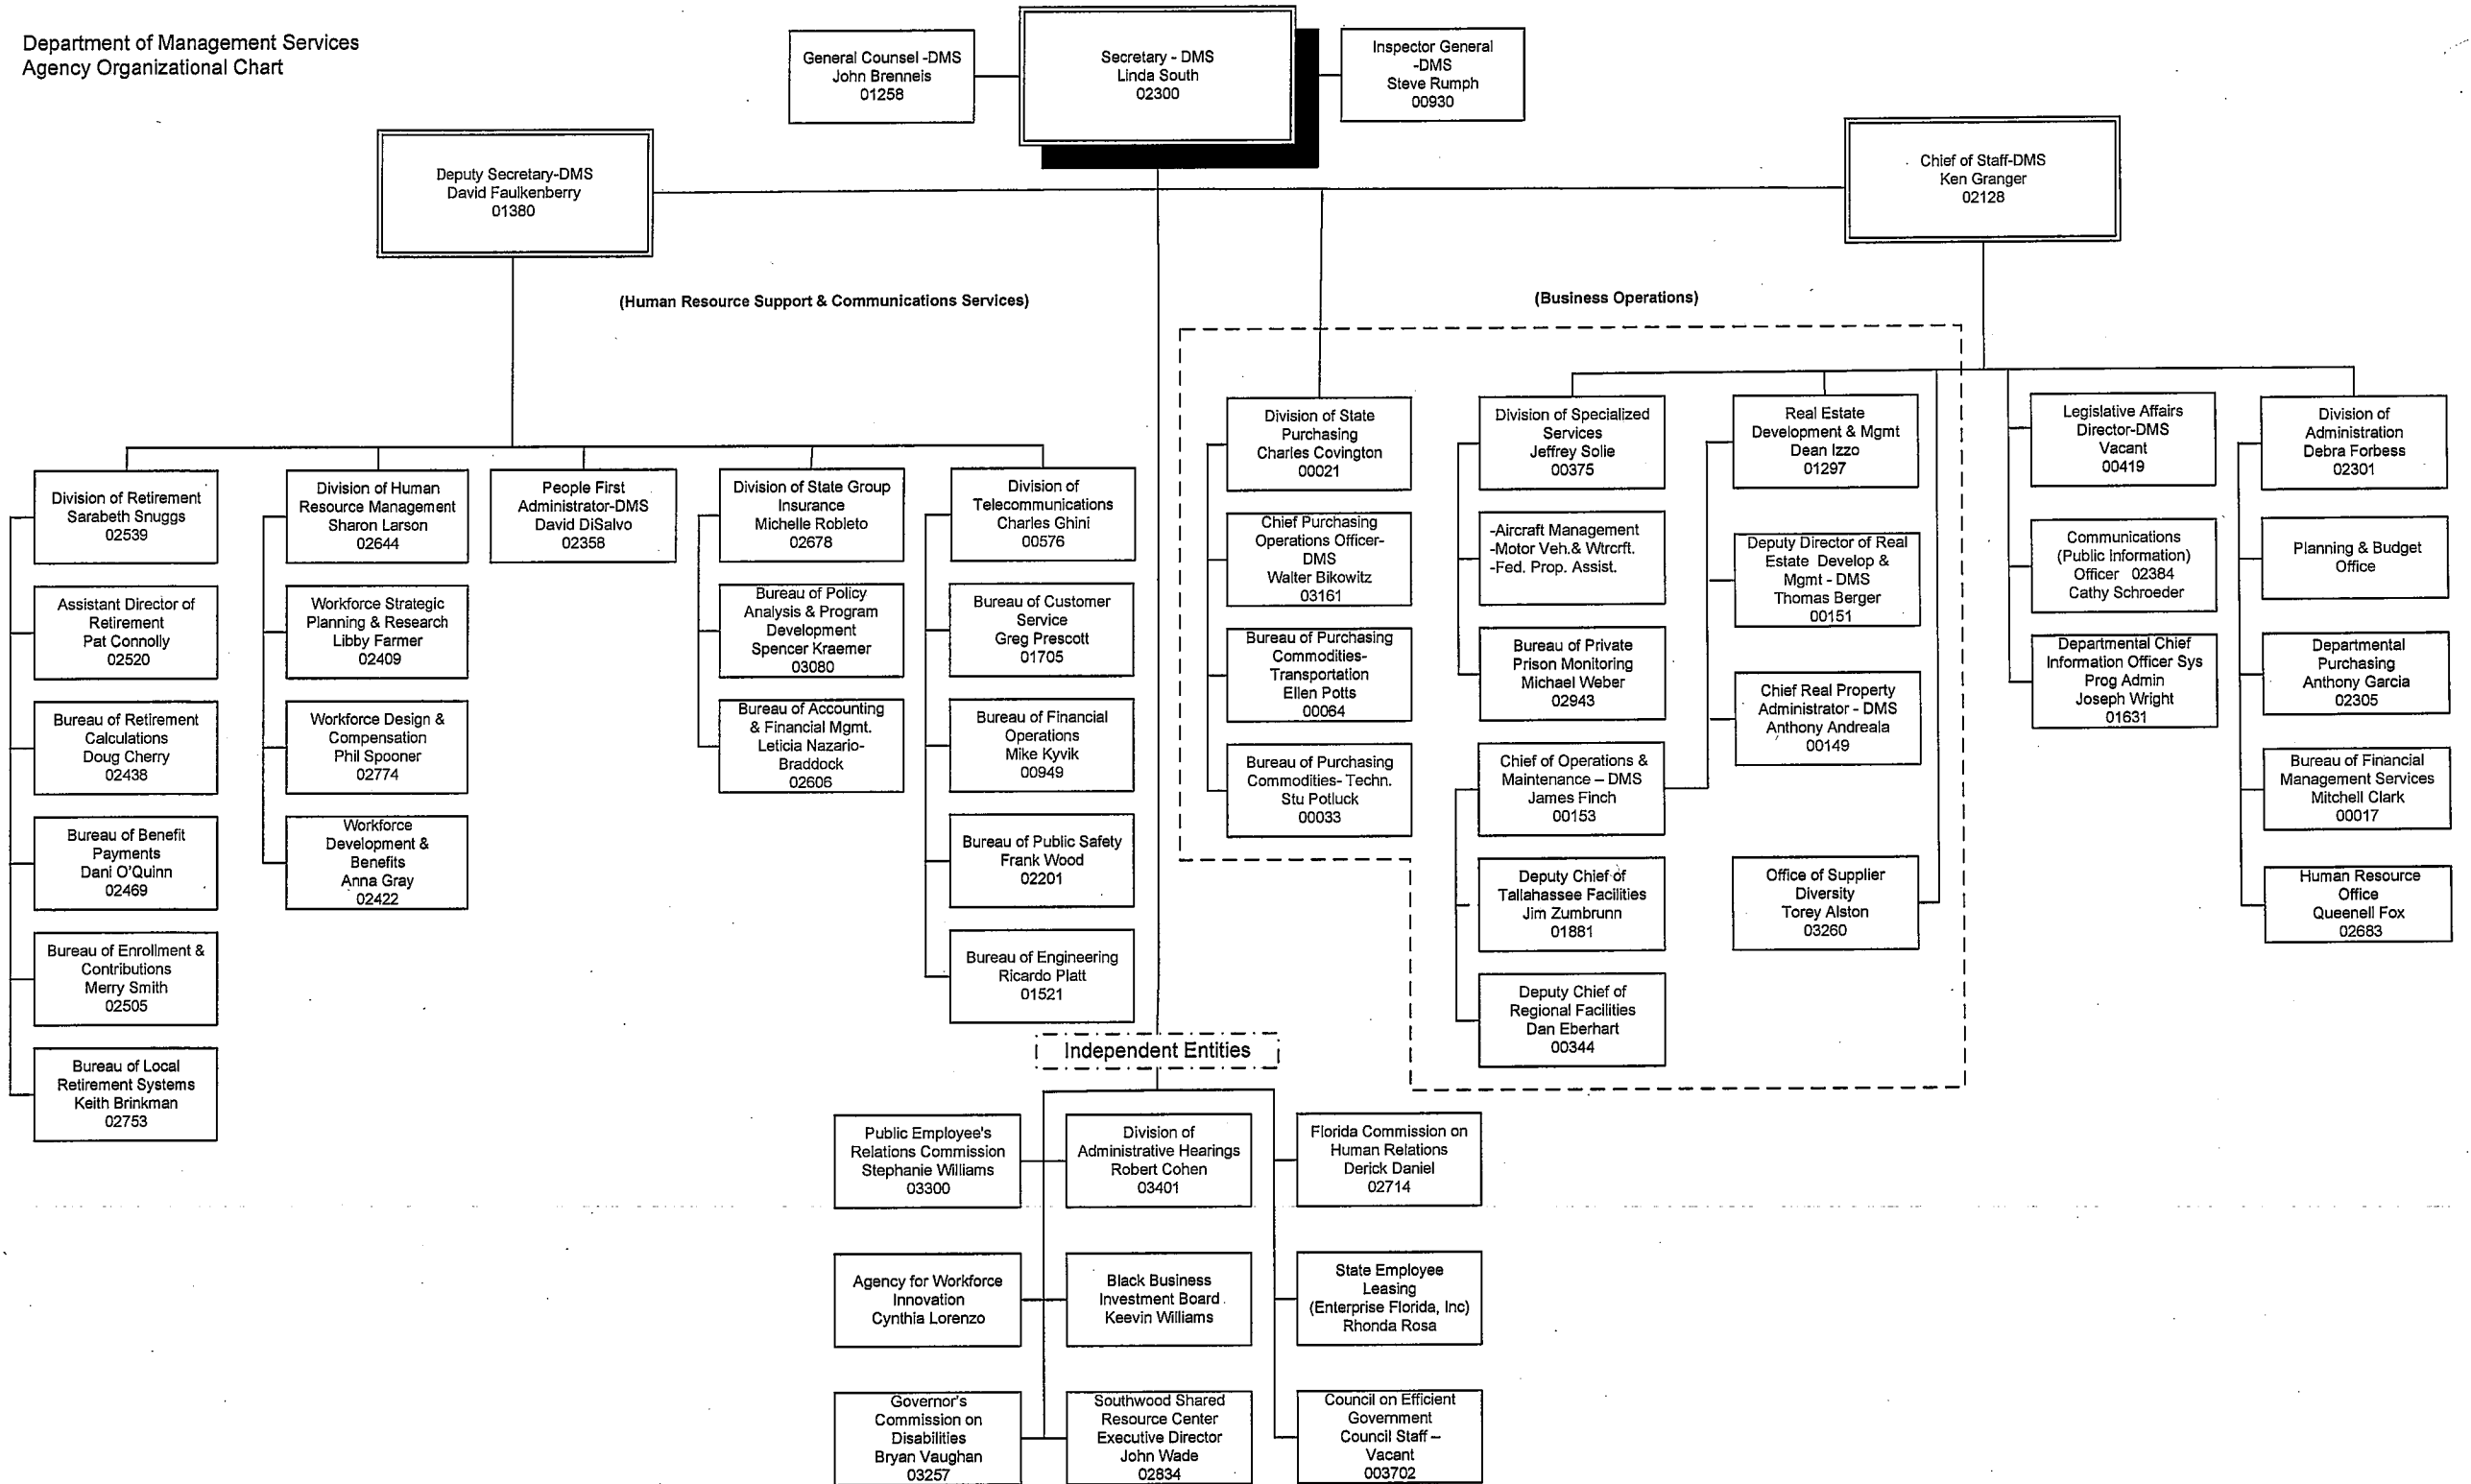 Department of Management Services
Agency Organizational Chart
General Counsel -DMS
John Brenneis
01258
Secretary - DMS
Linda South
02300
Inspector General
-DMS
Steve Rumph
00930
Deputy Secretary-DMS
David Faulkenberry
01380
Chief of Staff-DMS
Ken Granger
02128
(Human Resource Support & Communications Services)
(Business Operations)
Division of Retirement
Sarabeth Snuggs
02539
Assistant Director of
Retirement
Pat Connolly
02520
Bureau of Retirement
Calculations
Doug Cherry
02438
Bureau of Benefit
Payments
Dani O'Quinn
02469
Bureau of Enrollment &
Contributions
Merry Smith
02505
Bureau of Local
Retirement Systems
Keith Brinkman
02753
Division of Human
Resource Management
Sharon Larson
02644
Workforce Strategic
Planning & Research
Libby Farmer
02409
Workforce Design &
Compensation
Phil Spooner
02774
Workforce
Development &
Benefits
Anna Gray
02422
People First
Administrator-DMS
David DiSalvo
02358
Division of State Group
Insurance
Michelle Robleto
02678
Bureau of Policy
Analysis & Program
Development
Spencer Kraemer
03080
Bureau of Accounting
& Financial Mgmt.
Leticia Nazario-
Braddock
02606
Division of
Telecommunications
Charles Ghini
00576
Bureau of Customer
Service
Greg Prescott
01705
Bureau of Financial
Operations
Mike Kyvik
00949
Bureau of Public Safety
Frank Wood
02201
Bureau of Engineering
Ricardo Platt
01521
Division of State
Purchasing
Charles Covington
00021
Chief Purchasing
Operations Officer-
DMS
Walter Bikowitz
03161
Bureau of Purchasing
Commodities-
Transportation
Ellen Potts
00064
Bureau of Purchasing
Commodities- Techn.
Stu Potluck
00033
Division of Specialized
Services
Jeffrey Solie
00375
-Aircraft Management
-Motor Veh.& Wtrcrft.
-Fed. Prop. Assist.
Bureau of Private
Prison Monitoring
Michael Weber
02943
Chief of Operations &
Maintenance – DMS
James Finch
00153
Deputy Chief of
Tallahassee Facilities
Jim Zumbrunn
01881
Deputy Chief of
Regional Facilities
Dan Eberhart
00344
Real Estate
Development & Mgmt
Dean Izzo
01297
Deputy Director of Real
Estate Develop &
Mgmt - DMS
Thomas Berger
00151
Chief Real Property
Administrator - DMS
Anthony Andreala
00149
Office of Supplier
Diversity
Torey Alston
03260
Legislative Affairs
Director-DMS
Vacant
00419
Communications
(Public Information)
Officer 02384
Cathy Schroeder
Departmental Chief
Information Officer Sys
Prog Admin
Joseph Wright
01631
Division of
Administration
Debra Forbess
02301
Planning & Budget
Office
Departmental
Purchasing
Anthony Garcia
02305
Bureau of Financial
Management Services
Mitchell Clark
00017
Human Resource
Office
Queenell Fox
02683
Independent Entities
Public Employee's
Relations Commission
Stephanie Williams
03300
Division of
Administrative Hearings
Robert Cohen
03401
Florida Commission on
Human Relations
Derick Daniel
02714
Agency for Workforce
Innovation
Cynthia Lorenzo
Black Business
Investment Board
Keevin Williams
State Employee
Leasing
(Enterprise Florida, Inc)
Rhonda Rosa
Governor's
Commission on
Disabilities
Bryan Vaughan
03257
Southwood Shared
Resource Center
Executive Director
John Wade
02834
Council on Efficient
Government
Council Staff –
Vacant
003702